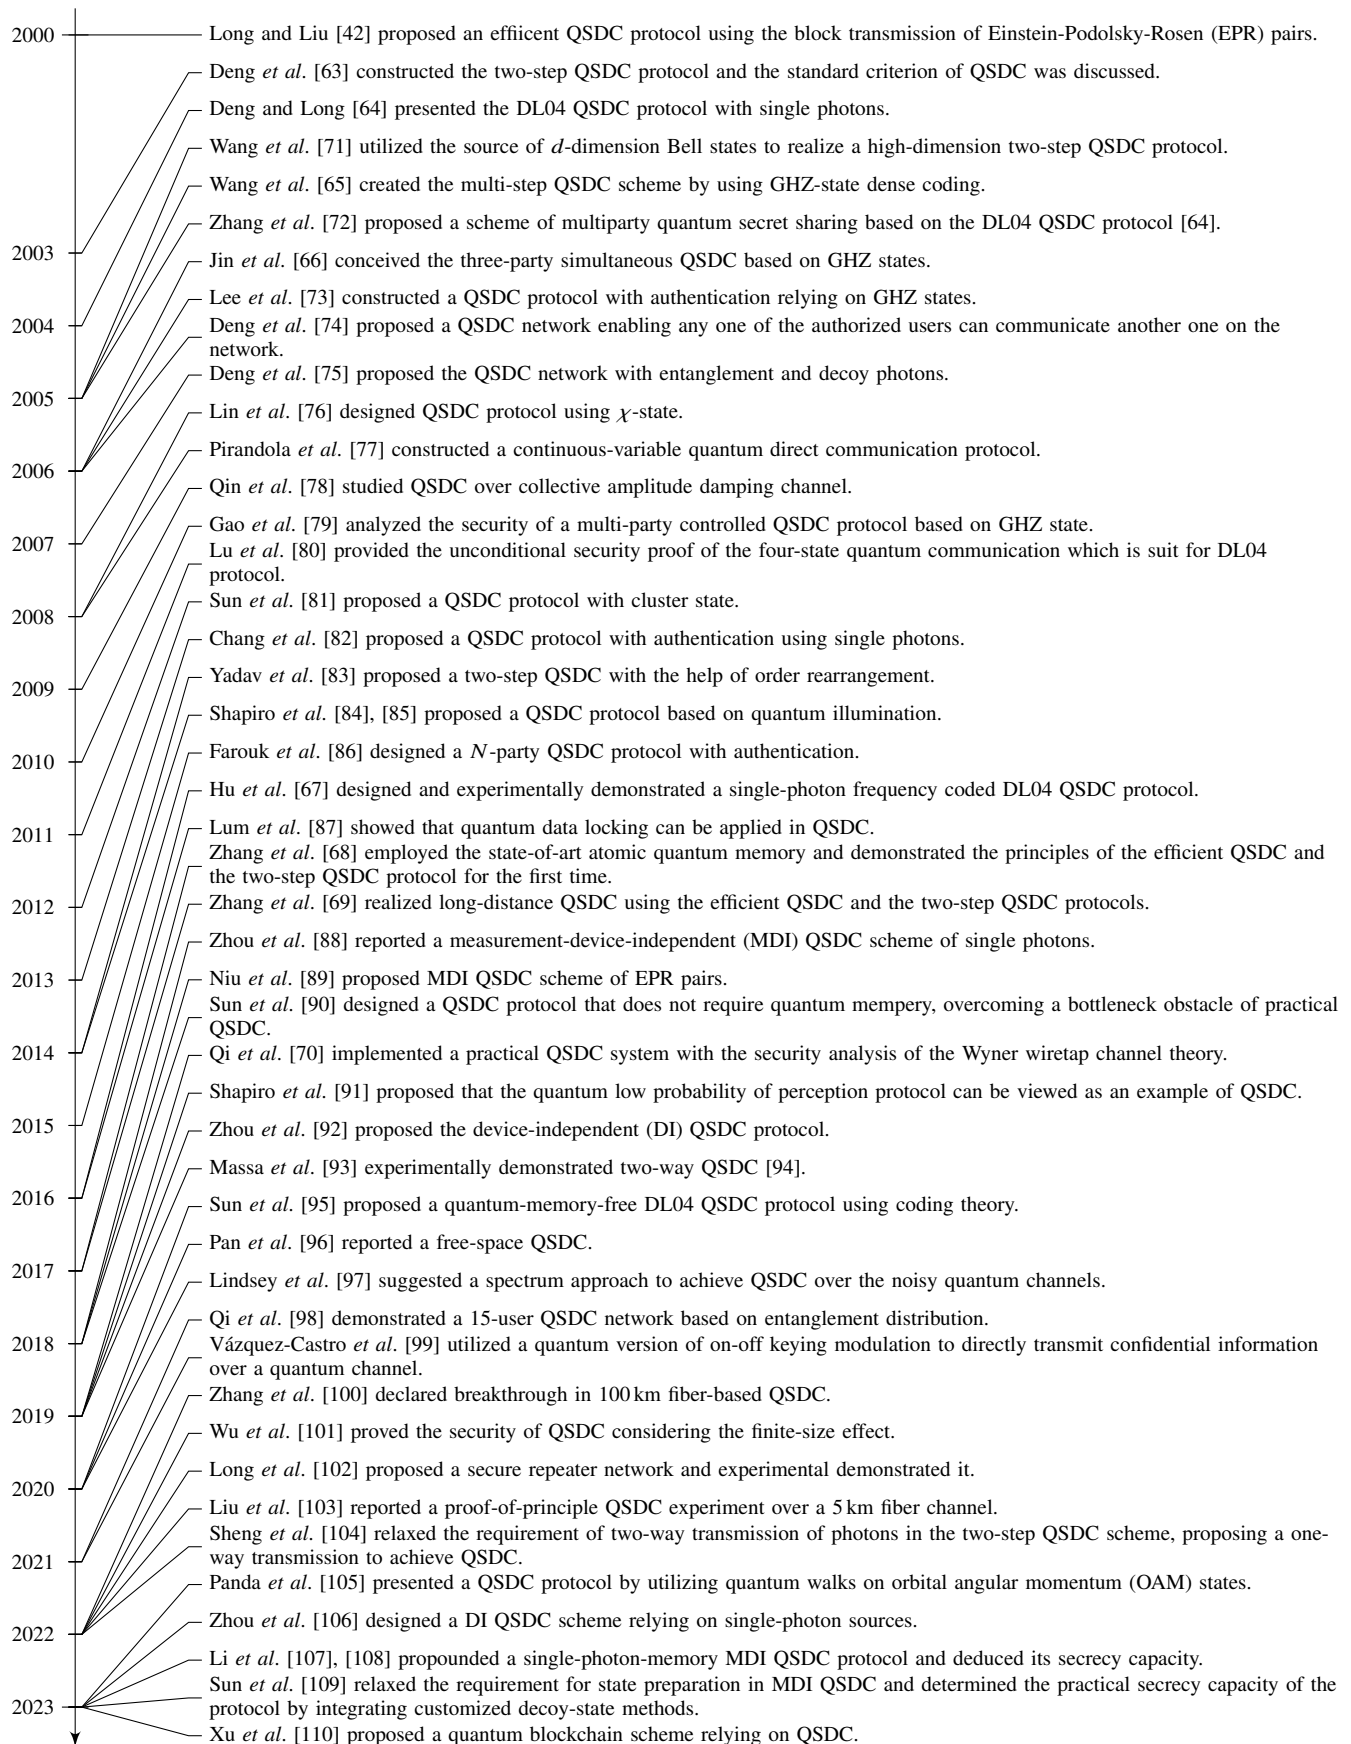 2000
Long and Liu [42] proposed an effiicent QSDC protocol using the block transmission of Einstein-Podolsky-Rosen (EPR) pairs.
Deng et al. [63] constructed the two-step QSDC protocol and the standard criterion of QSDC was discussed.
Deng and Long [64] presented the DL04 QSDC protocol with single photons.
Wang et al. [71] utilized the source of d-dimension Bell states to realize a high-dimension two-step QSDC protocol.
Wang et al. [65] created the multi-step QSDC scheme by using GHZ-state dense coding.
Zhang et al. [72] proposed a scheme of multiparty quantum secret sharing based on the DL04 QSDC protocol [64].
2003
Jin et al. [66] conceived the three-party simultaneous QSDC based on GHZ states.
Lee et al. [73] constructed a QSDC protocol with authentication relying on GHZ states.
2004
Deng et al. [74] proposed a QSDC network enabling any one of the authorized users can communicate another one on the
network.
Deng et al. [75] proposed the QSDC network with entanglement and decoy photons.
2005
Lin et al. [76] designed QSDC protocol using χ-state.
Pirandola et al. [77] constructed a continuous-variable quantum direct communication protocol.
2006
Qin et al. [78] studied QSDC over collective amplitude damping channel.
Gao et al. [79] analyzed the security of a multi-party controlled QSDC protocol based on GHZ state.
2007
Lu et al. [80] provided the unconditional security proof of the four-state quantum communication which is suit for DL04
protocol.
Sun et al. [81] proposed a QSDC protocol with cluster state.
2008
Chang et al. [82] proposed a QSDC protocol with authentication using single photons.
Yadav et al. [83] proposed a two-step QSDC with the help of order rearrangement.
2009
Shapiro et al. [84], [85] proposed a QSDC protocol based on quantum illumination.
Farouk et al. [86] designed a N-party QSDC protocol with authentication.
2010
Hu et al. [67] designed and experimentally demonstrated a single-photon frequency coded DL04 QSDC protocol.
Lum et al. [87] showed that quantum data locking can be applied in QSDC.
2011
Zhang et al. [68] employed the state-of-art atomic quantum memory and demonstrated the principles of the efficient QSDC and
the two-step QSDC protocol for the first time.
Zhang et al. [69] realized long-distance QSDC using the efficient QSDC and the two-step QSDC protocols.
2012
Zhou et al. [88] reported a measurement-device-independent (MDI) QSDC scheme of single photons.
Niu et al. [89] proposed MDI QSDC scheme of EPR pairs.
2013
Sun et al. [90] designed a QSDC protocol that does not require quantum mempery, overcoming a bottleneck obstacle of practical
QSDC.
Qi et al. [70] implemented a practical QSDC system with the security analysis of the Wyner wiretap channel theory.
2014
Shapiro et al. [91] proposed that the quantum low probability of perception protocol can be viewed as an example of QSDC.
2015
Zhou et al. [92] proposed the device-independent (DI) QSDC protocol.
Massa et al. [93] experimentally demonstrated two-way QSDC [94].
2016
Sun et al. [95] proposed a quantum-memory-free DL04 QSDC protocol using coding theory.
Pan et al. [96] reported a free-space QSDC.
2017
Lindsey et al. [97] suggested a spectrum approach to achieve QSDC over the noisy quantum channels.
Qi et al. [98] demonstrated a 15-user QSDC network based on entanglement distribution.
2018
Vázquez-Castro et al. [99] utilized a quantum version of on-off keying modulation to directly transmit confidential information
over a quantum channel.
Zhang et al. [100] declared breakthrough in 100 km fiber-based QSDC.
2019
Wu et al. [101] proved the security of QSDC considering the finite-size effect.
Long et al. [102] proposed a secure repeater network and experimental demonstrated it.
2020
Liu et al. [103] reported a proof-of-principle QSDC experiment over a 5 km fiber channel.
Sheng et al. [104] relaxed the requirement of two-way transmission of photons in the two-step QSDC scheme, proposing a one-
way transmission to achieve QSDC.
2021
Panda et al. [105] presented a QSDC protocol by utilizing quantum walks on orbital angular momentum (OAM) states.
Zhou et al. [106] designed a DI QSDC scheme relying on single-photon sources.
2022
Li et al. [107], [108] propounded a single-photon-memory MDI QSDC protocol and deduced its secrecy capacity.
Sun et al. [109] relaxed the requirement for state preparation in MDI QSDC and determined the practical secrecy capacity of the
protocol by integrating customized decoy-state methods.
2023
Xu et al. [110] proposed a quantum blockchain scheme relying on QSDC.